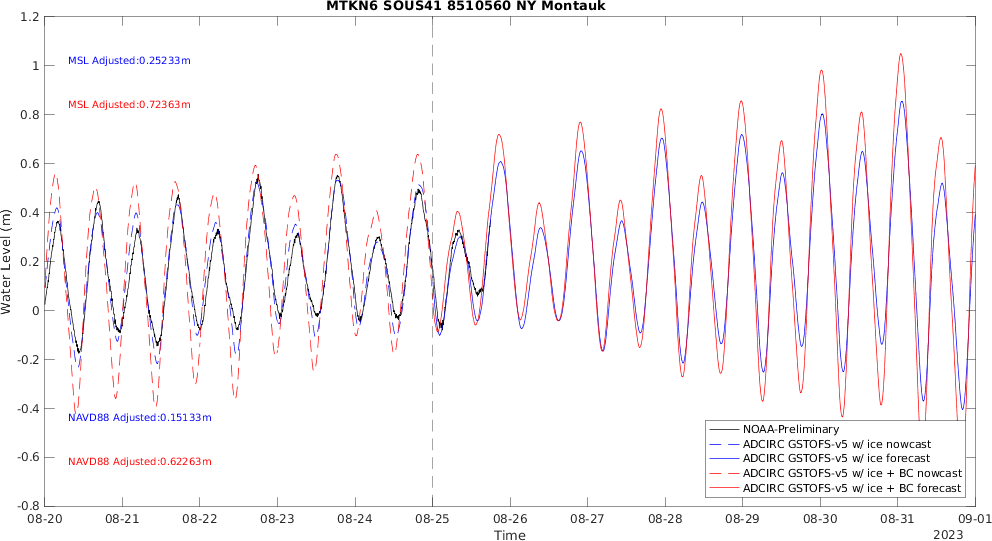 MTKN6 SOUS41 8510560 NY Montauk
1.2
1
0.8
0.6
0.4
0.2
0
-0.2
-0.4
-0.6
-0.8
Water Level (m)
MSL Adjusted:0.25233m
MSL Adjusted:0.72363m
NAVD88 Adjusted:0.15133m
NAVD88 Adjusted:0.62263m
NOAA-Preliminary
ADCIRC GSTOFS-v5 w/ ice nowcast
ADCIRC GSTOFS-v5 w/ ice forecast
ADCIRC GSTOFS-v5 w/ ice + BC nowcast
ADCIRC GSTOFS-v5 w/ ice + BC forecast
08-20 08-21 08-22 08-23 08-24 08-25 08-26 08-27 08-28 08-29 08-30 08-31 09-01
Time
2023